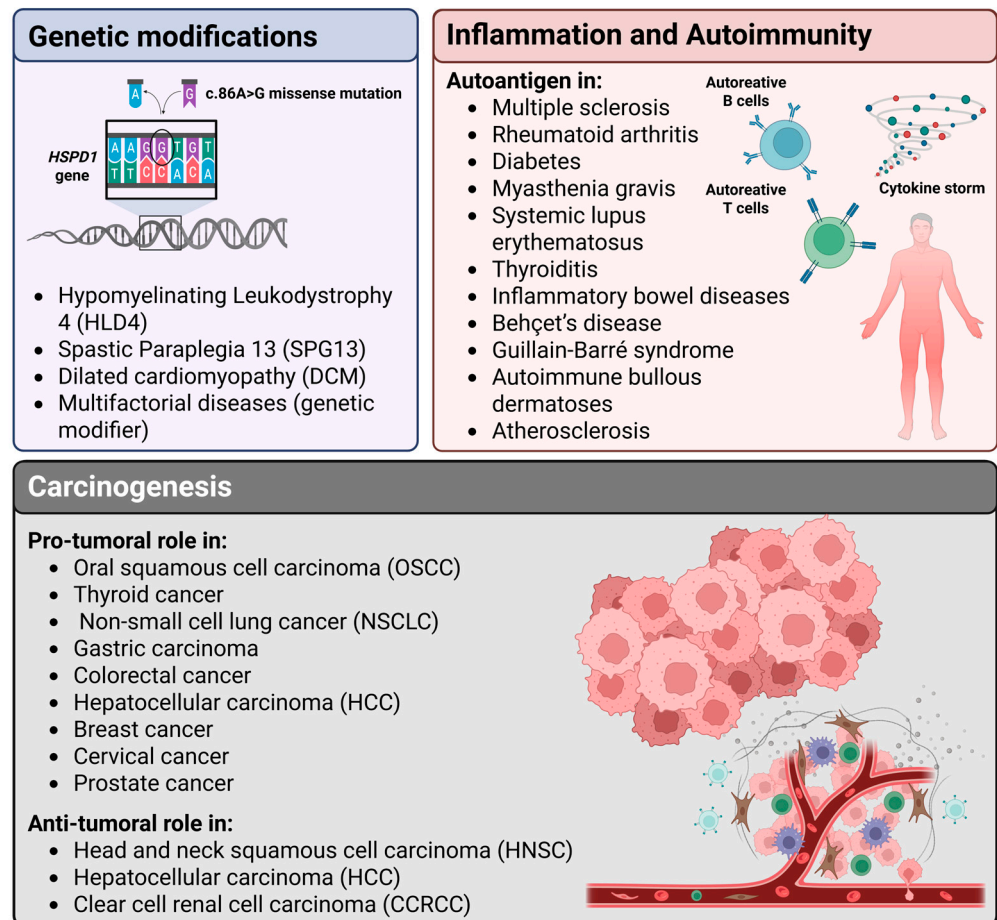 Genetic modifications
A
G
c.86A>G missense mutation
HSPD1
gene
A A G G T G T
T T C C A C A
• Hypomyelinating Leukodystrophy
4 (HLD4)
• Spastic Paraplegia 13 (SPG13)
• Dilated cardiomyopathy (DCM)
• Multifactorial diseases (genetic
modifier)
Inflammation and Autoimmunity
Autoantigen in:
• Multiple sclerosis
• Rheumatoid arthritis
• Diabetes
• Myasthenia gravis
• Systemic lupus
erythematosus
• Thyroiditis
• Inflammatory bowel diseases
• Behçet’s disease
• Guillain-Barré syndrome
• Autoimmune bullous
dermatoses
• Atherosclerosis
Autoreative
B cells
Autoreative
T cells
Cytokine storm
Carcinogenesis
Pro-tumoral role in:
• Oral squamous cell carcinoma (OSCC)
• Thyroid cancer
• Non-small cell lung cancer (NSCLC)
• Gastric carcinoma
• Colorectal cancer
• Hepatocellular carcinoma (HCC)
• Breast cancer
• Cervical cancer
• Prostate cancer
Anti-tumoral role in:
• Head and neck squamous cell carcinoma (HNSC)
• Hepatocellular carcinoma (HCC)
• Clear cell renal cell carcinoma (CCRCC)